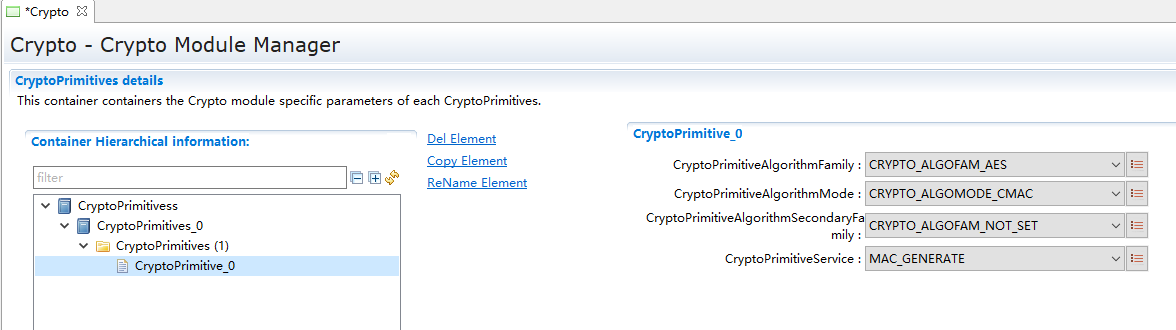 *Crypto
Crypto - Crypto Module Manager
CryptoPrimitives details
This container containers the Crypto module specific parameters of each CryptoPrimitives.
Container Hierarchical information:
filter
CryptoPrimitivess
CryptoPrimitives_0
CryptoPrimitives (1)
CryptoPrimitive_0
Del Element
Copy Element
ReName Element
CryptoPrimitive_0
CryptoPrimitiveAlgorithmFamily : CRYPTO_ALGOFAM_AES
CryptoPrimitiveAlgorithmMode : CRYPTO_ALGOMODE_CMAC
CryptoPrimitiveAlgorithmSecondaryFa
mily : CRYPTO_ALGOFAM_NOT_SET
CryptoPrimitiveService : MAC_GENERATE